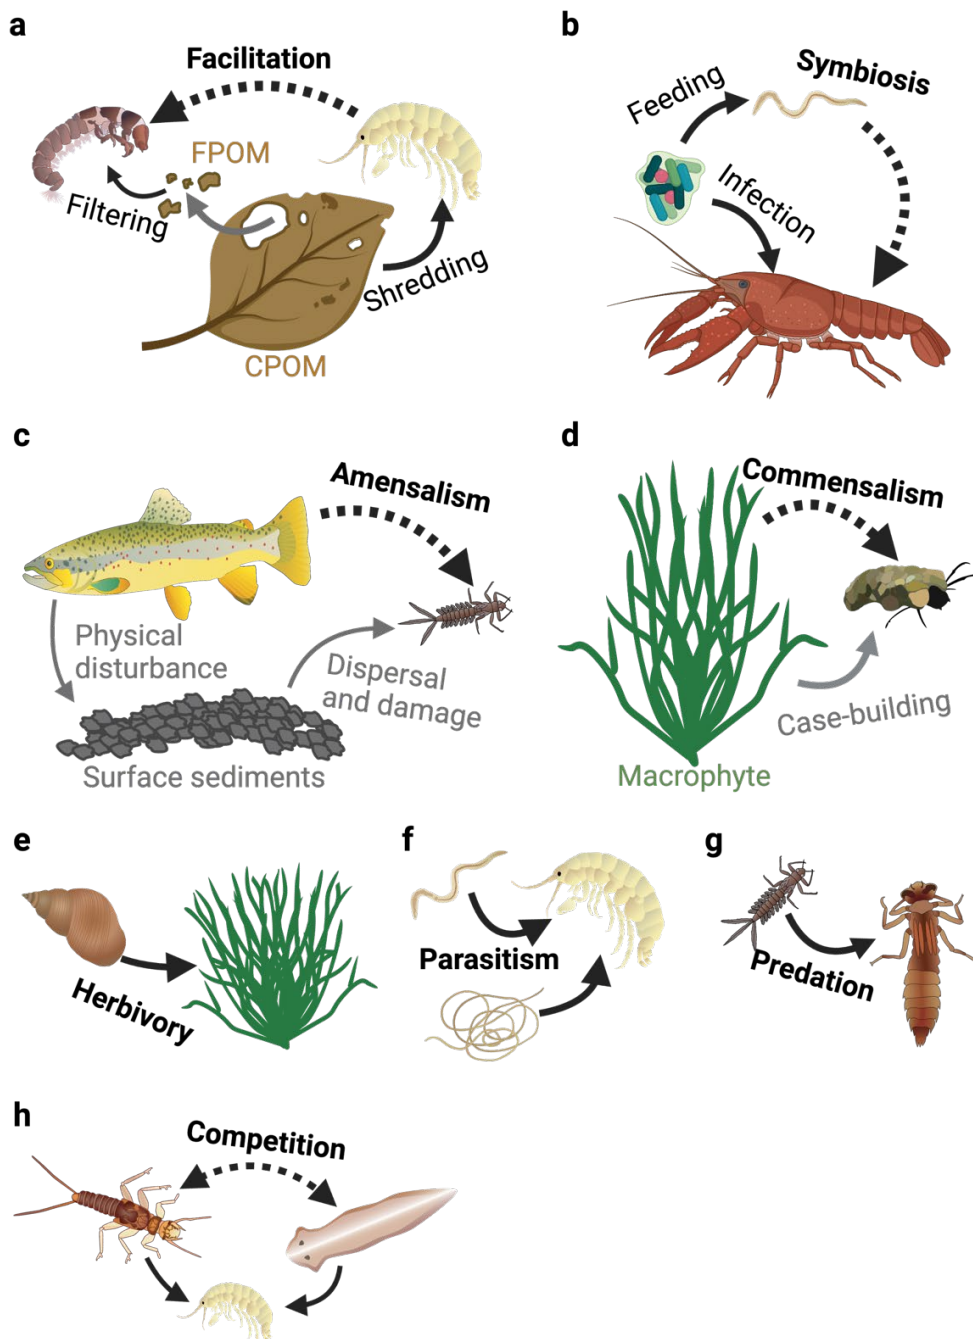 a
Facilitation
FPOM
Filtering
Shredding
CPOM
b
Feeding
Symbiosis
Infection
c
Amensalism
Physical
disturbance
Dispersal
and damage
Surface sediments
d
Commensalism
Case-building
Macrophyte
e
Herbivory
f
Parasitism
g
Predation
h
Competition